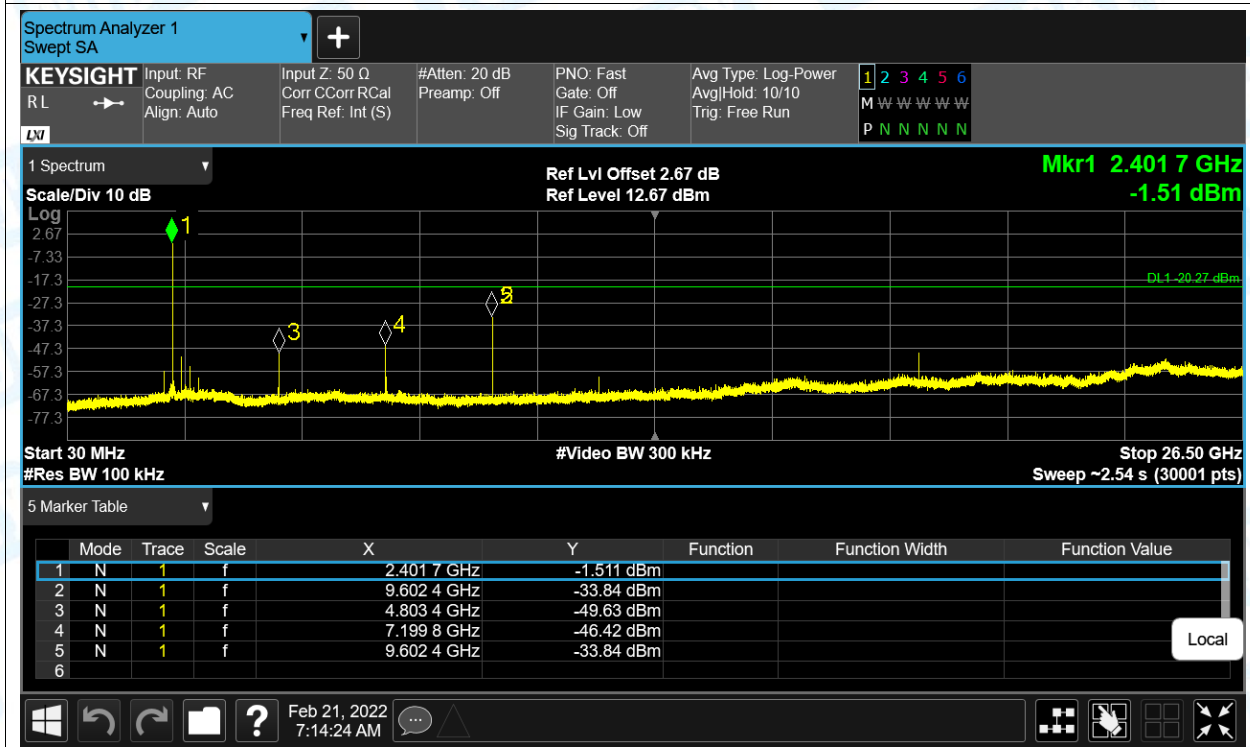 Spectrum Analyzer 1
Swept SA
KEYSIGHT Input: RF Input Z: 50 Ω #Atten: 20 dB PNO: Fast Avg Type: Log-Power 1 2 3 4 5 6
R L Coupling: AC Corr CCorr RCal Preamp: Off Gate: Off Avg|Hold: 10/10 M W W W W W
Align: Auto Freq Ref: Int (S) IF Gain: Low Trig: Free Run
LXI Sig Track: Off P N N N N N
1 Spectrum Ref Lvl Offset 2.67 dB Mkr1 2.401 7 GHz
Scale/Div 10 dB Ref Level 12.67 dBm -1.51 dBm
Log
1
2.67
-7.33
-17.3 DL1 -20.27 dBm
-27.3
-37.3 3 4
-47.3
-57.3
-67.3
-77.3
Start 30 MHz #Video BW 300 kHz Stop 26.50 GHz
#Res BW 100 kHz Sweep ~2.54 s (30001 pts)
5 Marker Table
Mode Trace Scale X Y Function Function Width Function Value
1 N 1 f 2.401 7 GHz -1.511 dBm
2 N 1 f 9.602 4 GHz -33.84 dBm
3 N 1 f 4.803 4 GHz -49.63 dBm
4 N 1 f 7.199 8 GHz -46.42 dBm
5 N 1 f 9.602 4 GHz -33.84 dBm
6
Local
? Feb 21, 2022
7:14:24 AM